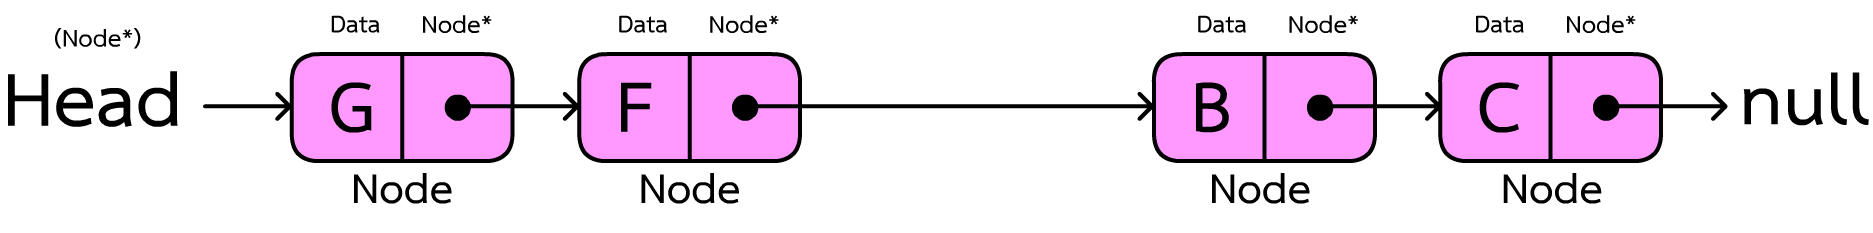 Data Node* Data Node* Data Node* Data Node*
(Node*)
Head G F B C null
Node Node Node Node